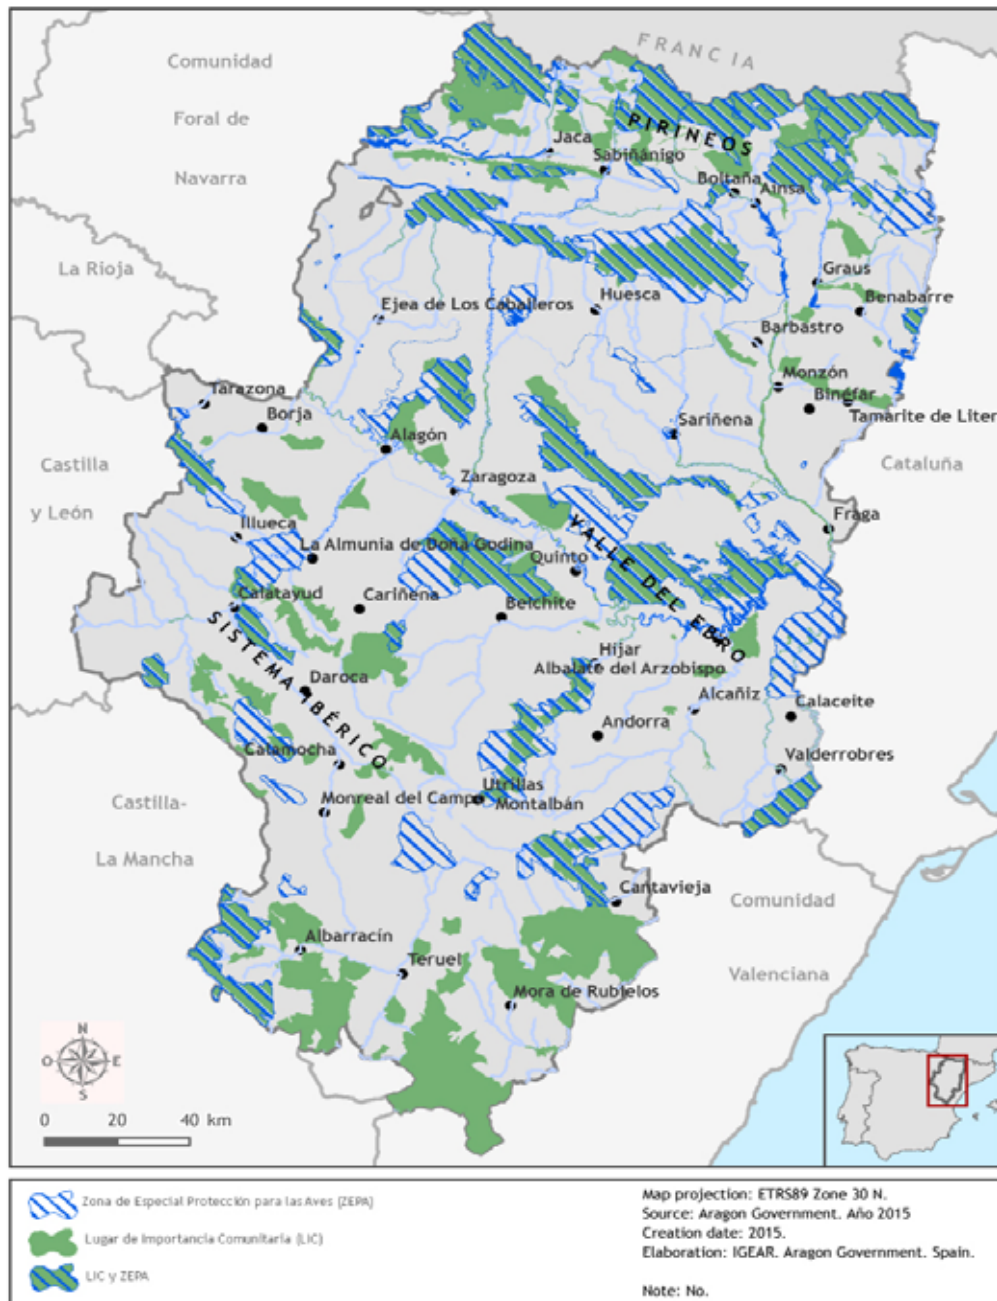 FRANCIA
Comunidad
Foral de
Navarra
PIRINEOS
Jaca
Sabiñánigo
Boltaña
Ainsa
La Rioja
Graus
Benabarre
Ejea de Los Caballeros
Huesca
Barbastro
Monzón
Tarazona
Binéfar
Borja
Tamarite de Liter
Sariñena
Alagón
Castilla
y León
Cataluña
Zaragoza
Illueca
Fraga
VALLE DEL EBRO
La Almunia de Doña Godina
Quinto
Calatayud
Cariñena
Belchite
SISTEMA IBÉRICO
Hijar
Albalate del Arzobispo
Daroca
Alcañiz
Calaceite
Andorra
Calamocha
Valderrobres
Utrillas
Montalbán
Monreal del Camp
Castilla-
La Mancha
Cantavieja
Comunidad
Valenciana
Albarracín
Teruel
Mora de Rubielos
N
O E
S
0 20 40 km
Zona de Especial Protección para las Aves (ZEPA)
Lugar de Importancia Comunitaria (LIC)
LIC y ZEPA
Map projection: ETRS89 Zone 30 N.
Source: Aragon Government. Año 2015
Creation date: 2015.
Elaboration: IGEAR. Aragon Government. Spain.
Note: No.